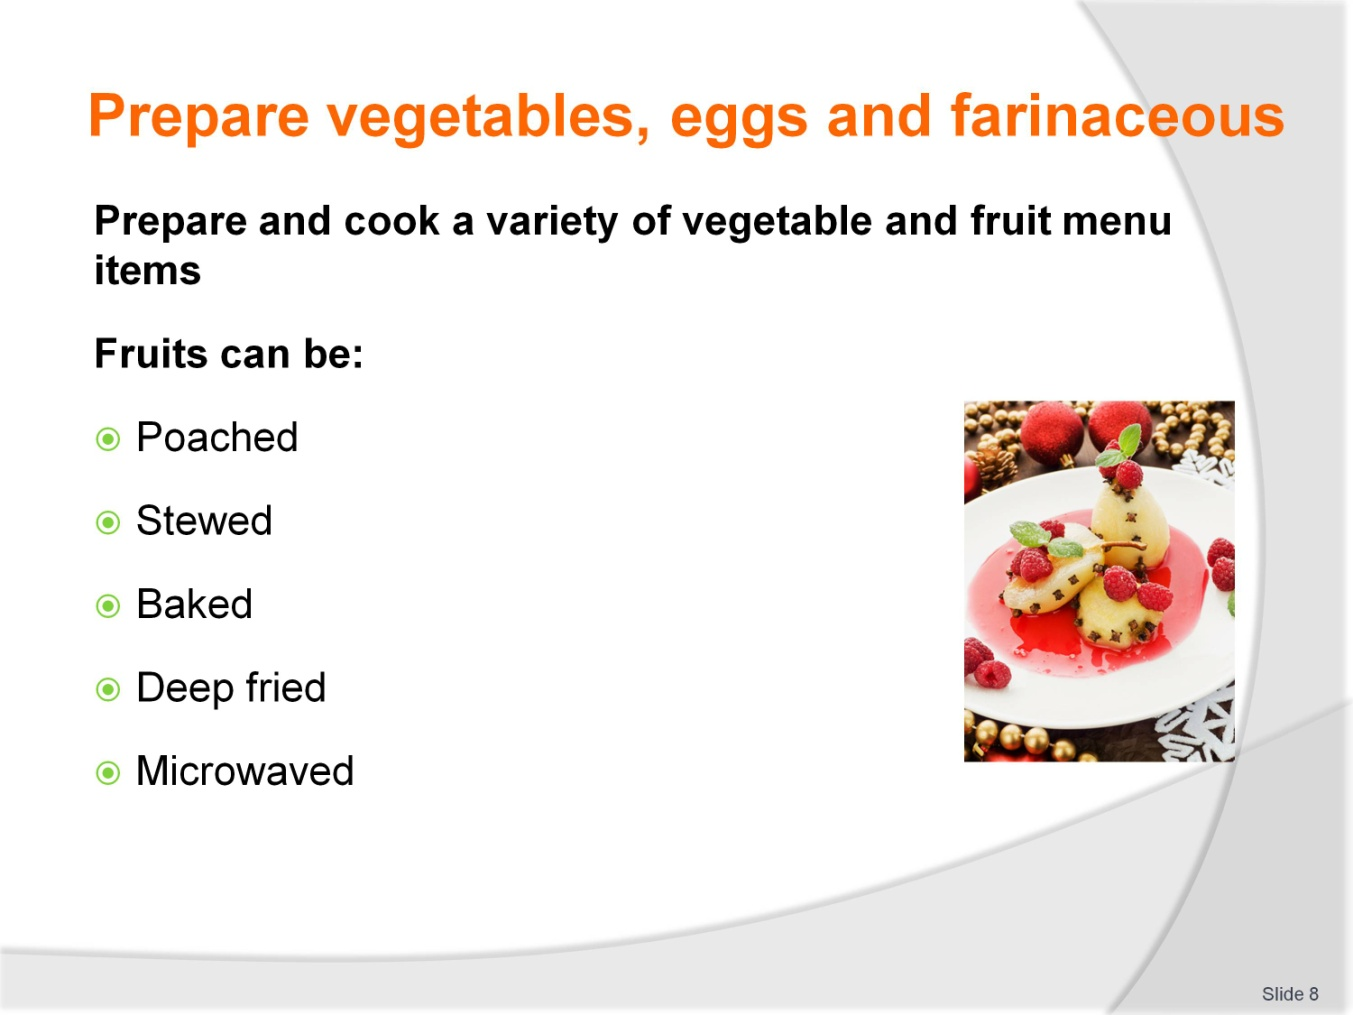 Prepare vegetables, eggs and farinaceous
Prepare and cook a variety of vegetable and fruit menu
items
Fruits can be:
Poached
Stewed
Baked
Deep fried
Microwaved
Slide 8